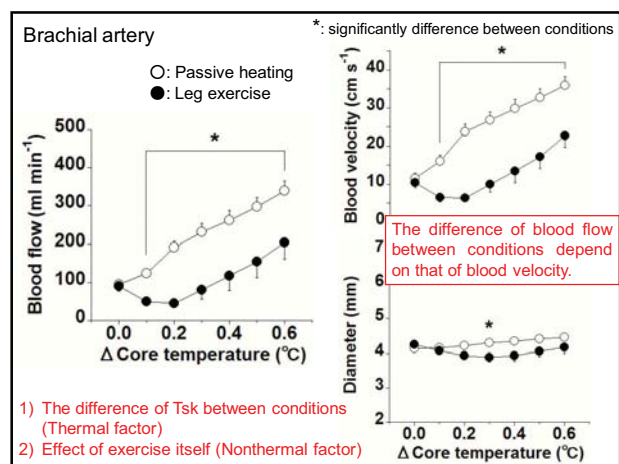 Brachial artery
*: significantly difference between conditions
○: Passive heating
●: Leg exercise
*
Blood flow (ml min⁻¹)
500
400
300
200
100
0
0.0 0.2 0.4 0.6
Δ Core temperature (℃)
*
Blood velocity (cm s⁻¹)
40
30
20
10
0
The difference of blood flow
between conditions depend
on that of blood velocity.
7
6
*
Diameter (mm)
4
2
0.0 0.2 0.4 0.6
Δ Core temperature (℃)
1) The difference of Tsk between conditions
(Thermal factor)
2) Effect of exercise itself (Nonthermal factor)